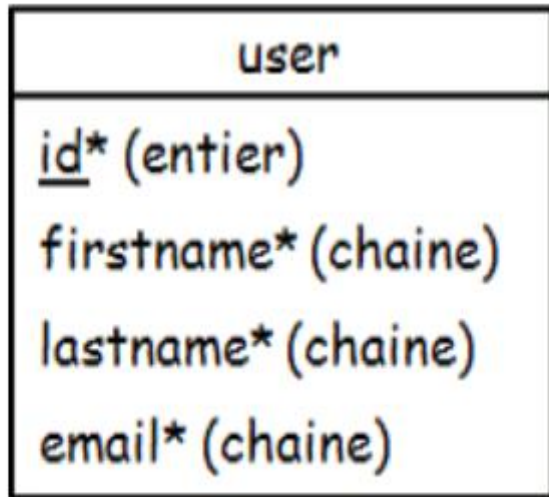 user
id* (entier)
firstname* (chaine)
lastname* (chaine)
email* (chaine)